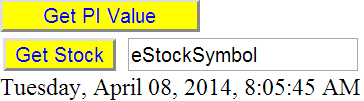 Get PI Value
Get Stock eStockSymbol
Tuesday, April 08, 2014, 8:05:45 AM